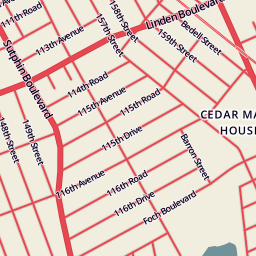 111th Road
113th Avenue
157th Street
158th Street
Linden Boulevard
Bedell Street
159th Street
Sutphin Boulevard
114th Road
115th Avenue
115th Road
148th Street
149th Street
115th Drive
CEDAR MA
HOUSE
Barron Street
116th Avenue
116th Road
116th Drive
Foch Boulevard